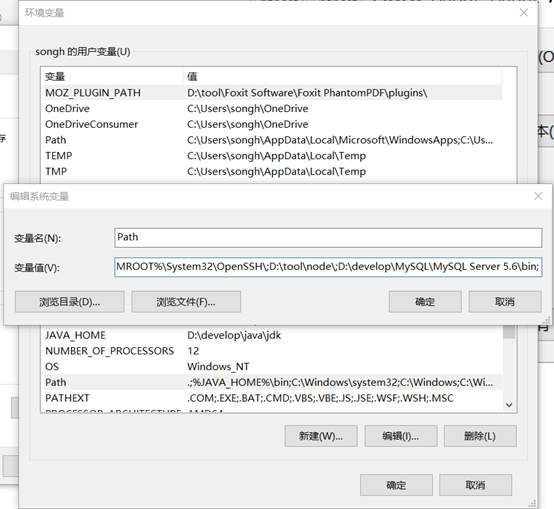 环境变量
songh 的用户变量(U)
变量 值
MOZ_PLUGIN_PATH D:\tool\Foxit Software\Foxit PhantomPDF\plugins\
OneDrive C:\Users\songh\OneDrive
OneDriveConsumer C:\Users\songh\OneDrive
Path C:\Users\songh\AppData\Local\Microsoft\WindowsApps;C:\Us...
TEMP C:\Users\songh\AppData\Local\Temp
TMP C:\Users\songh\AppData\Local\Temp
编辑系统变量
变量名(N): Path
变量值(V): MROOT%\System32\OpenSSH\;D:\tool\node\;D:\develop\MySQL\MySQL Server 5.6\bin;
浏览目录(D)... 浏览文件(F)... 确定 取消
JAVA_HOME D:\develop\java\jdk
NUMBER_OF_PROCESSORS 12
OS Windows_NT
Path .;%JAVA_HOME%\bin;C:\Windows\system32;C:\Windows;C:\Wi...
PATHEXT .COM;.EXE;.BAT;.CMD;.VBS;.VBE;.JS;.JSE;.WSF;.WSH;.MSC
PROCESSOR_ARCHITECTURE AMD64
新建(W)... 编辑(I)... 删除(L)
确定 取消